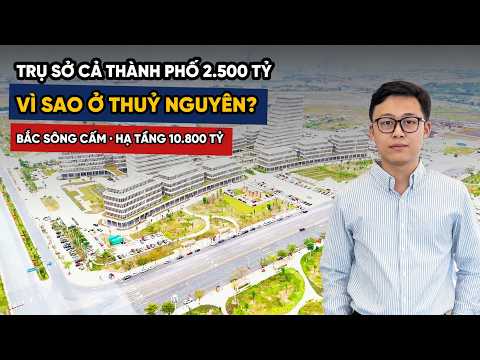 TRỤ SỞ CẢ THÀNH PHỐ 2.500 TỶ
VÌ SAO Ở THUỶ NGUYÊN?
BẮC SÔNG CẤM · HẠ TẦNG 10.800 TỶ